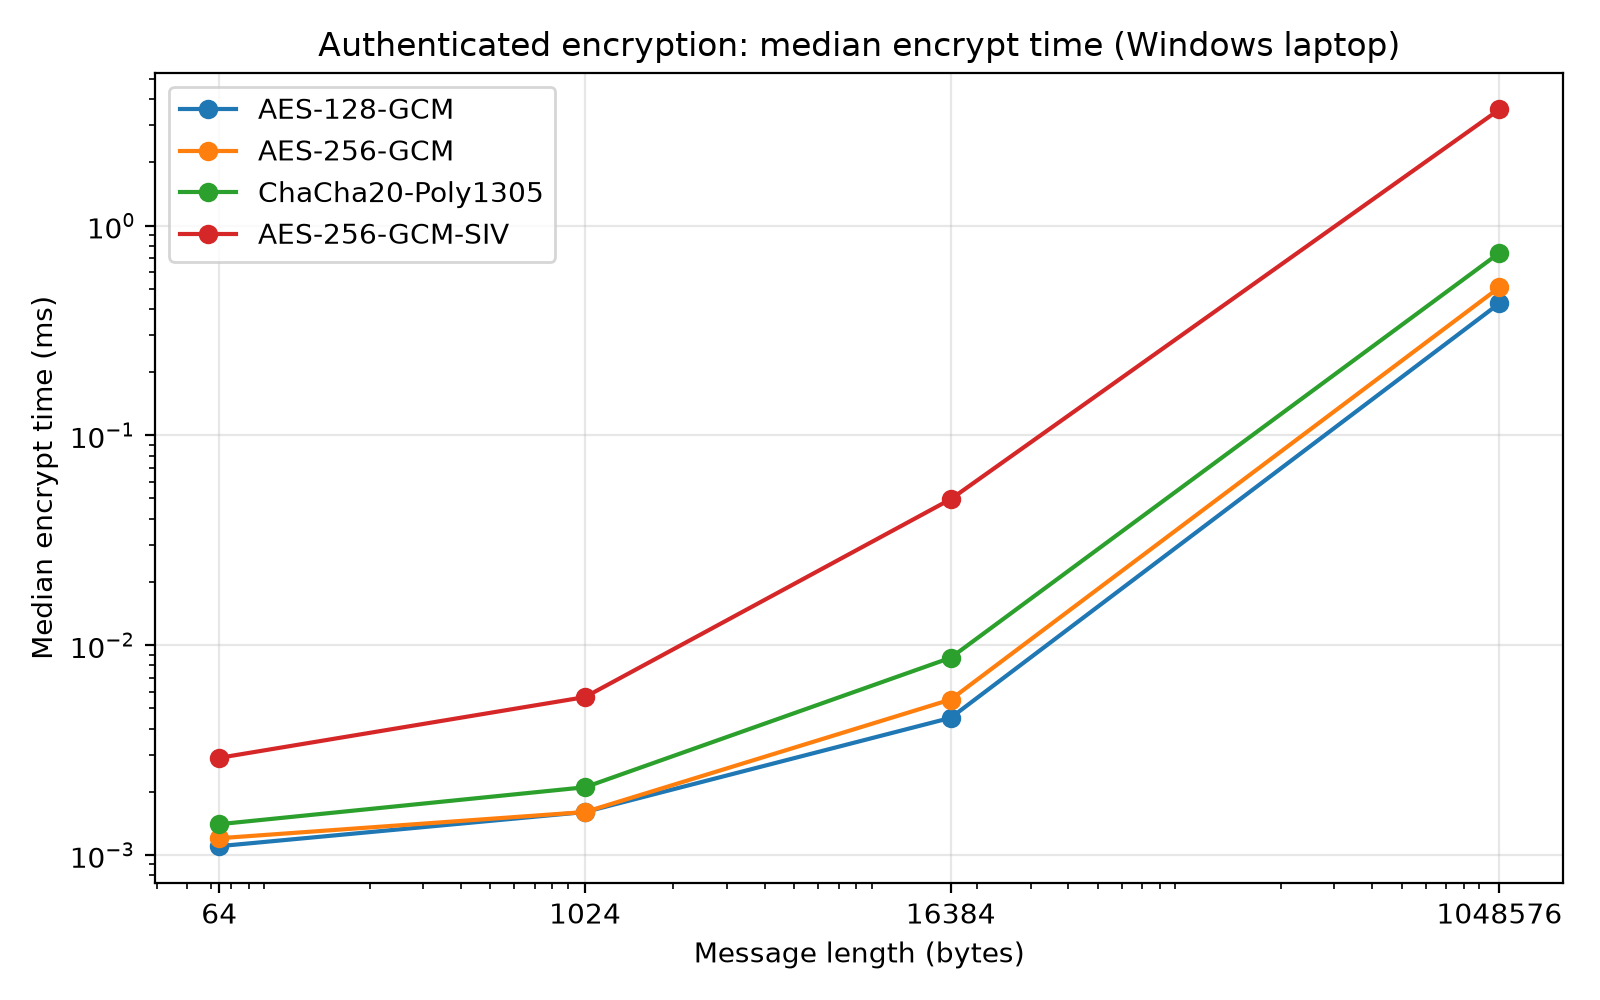 Authenticated encryption: median encrypt time (Windows laptop)
AES-128-GCM
AES-256-GCM
ChaCha20-Poly1305
AES-256-GCM-SIV
Median encrypt time (ms)
10⁰
10⁻¹
10⁻²
10⁻³
64 1024 16384 1048576
Message length (bytes)